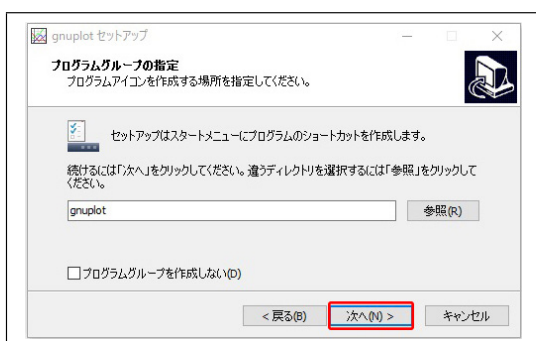 gnuplot セットアップ
プログラムグループの指定
プログラムアイコンを作成する場所を指定してください。
セットアップはスタートメニューにプログラムのショートカットを作成します。
続けるには「次へ」をクリックしてください。違うディレクトリを選択するには「参照」をクリックして
ください。
gnuplot
参照(R)
プログラムグループを作成しない(D)
< 戻る(B)
次へ(N) >
キャンセル